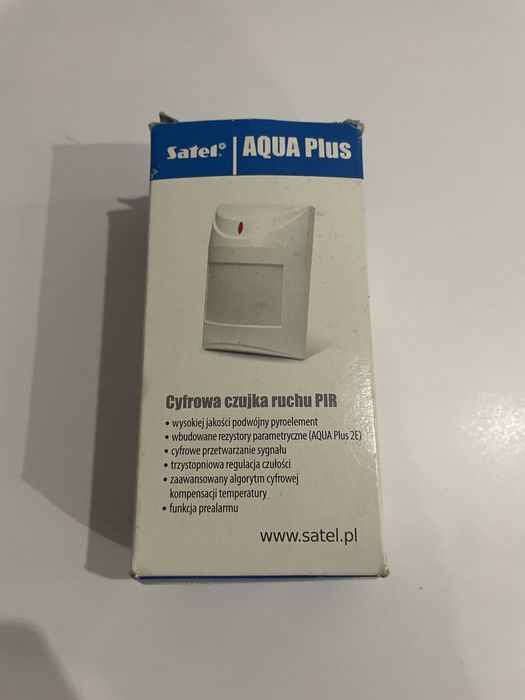 Satel® | AQUA Plus
Cyfrowa czujka ruchu PIR
• wysokiej jakości podwójny pyroelement
• wbudowane rezystory parametryczne (AQUA Plus 2E)
• cyfrowe przetwarzanie sygnału
• trzystopniowa regulacja czułości
• zaawansowany algorytm cyfrowej
kompensacji temperatury
• funkcja prealarmu
www.satel.pl